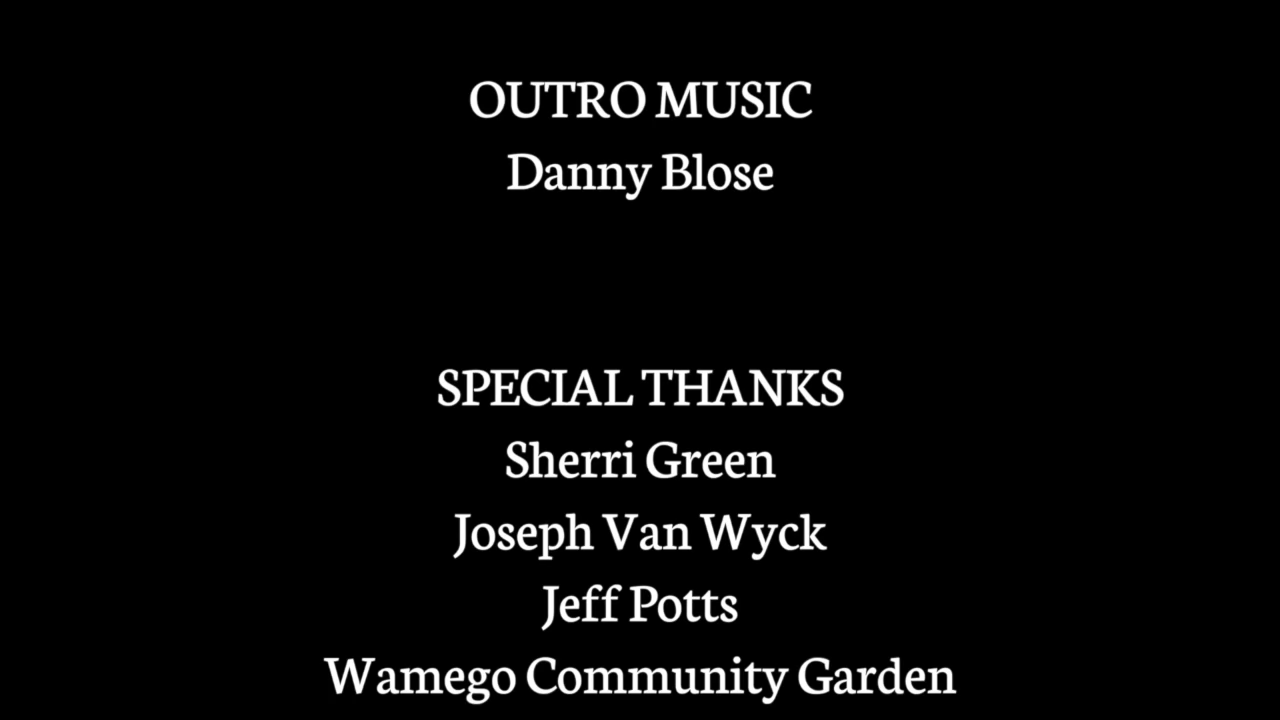 OUTRO MUSIC
Danny Blose
SPECIAL THANKS
Sherri Green
Joseph Van Wyck
Jeff Potts
Wamego Community Garden